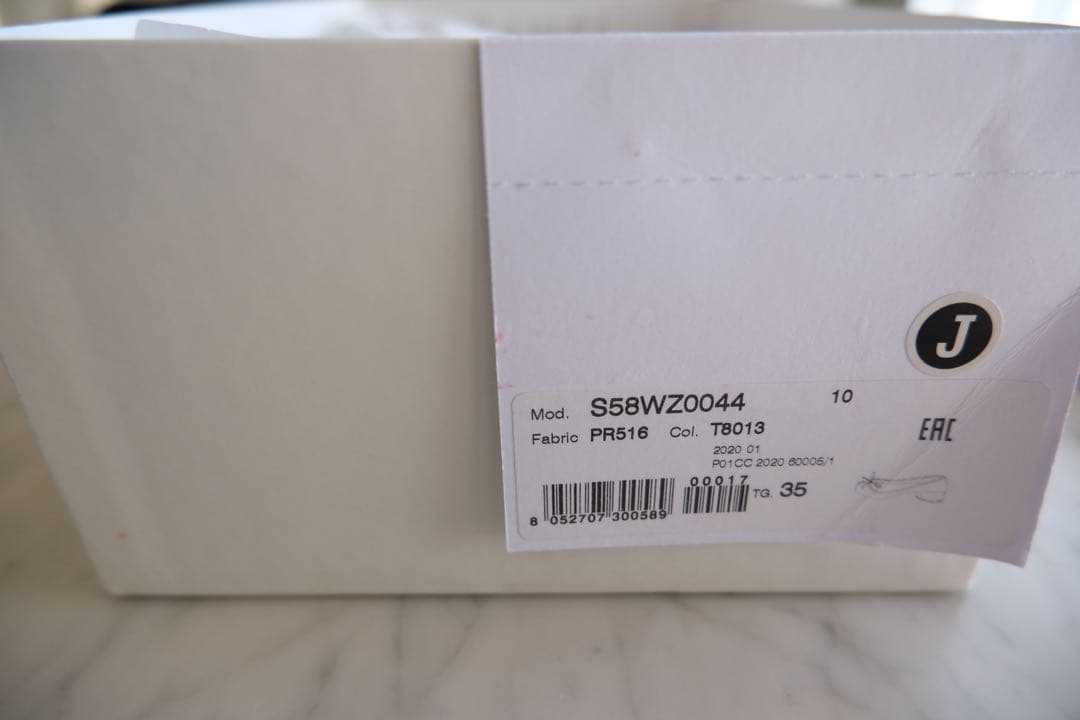 J
Mod. S58WZ0044 10
Fabric PR516 Col. T8013
EAC
2020 01
P01CC 2020 60005/1
00017
TG. 35
8 052707 300589